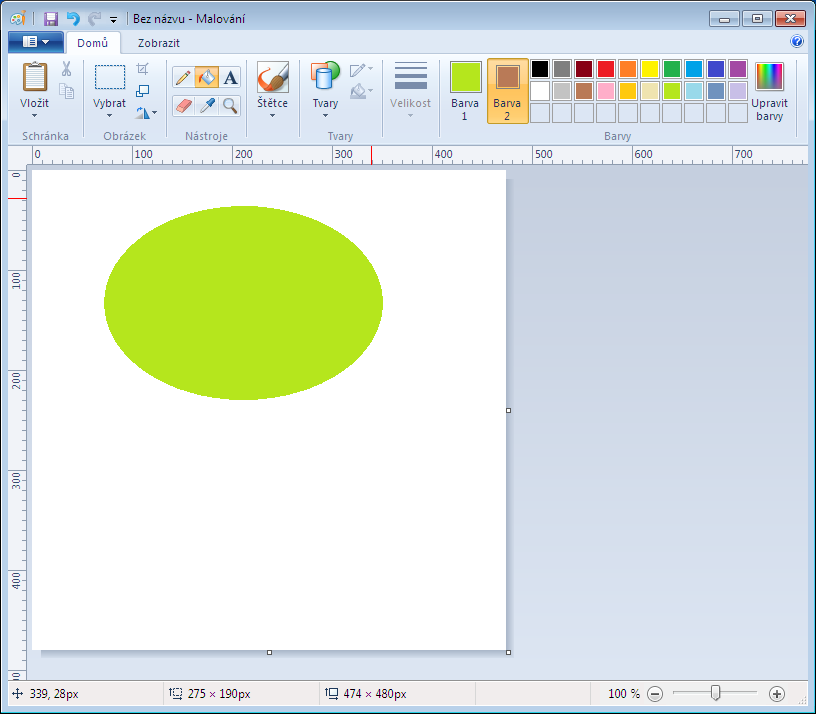 Bez názvu - Malování
Domů Zobrazit
Vložit
Schránka
Vybrat
Obrázek
A
Nástroje
Štětce
Tvary
Tvary
Velikost
Barva 1
Barva 2
Upravit barvy
Barvy
0 100 200 300 400 500 600 700
0
100
200
300
400
339, 28px 275 × 190px 474 × 480px 100 %